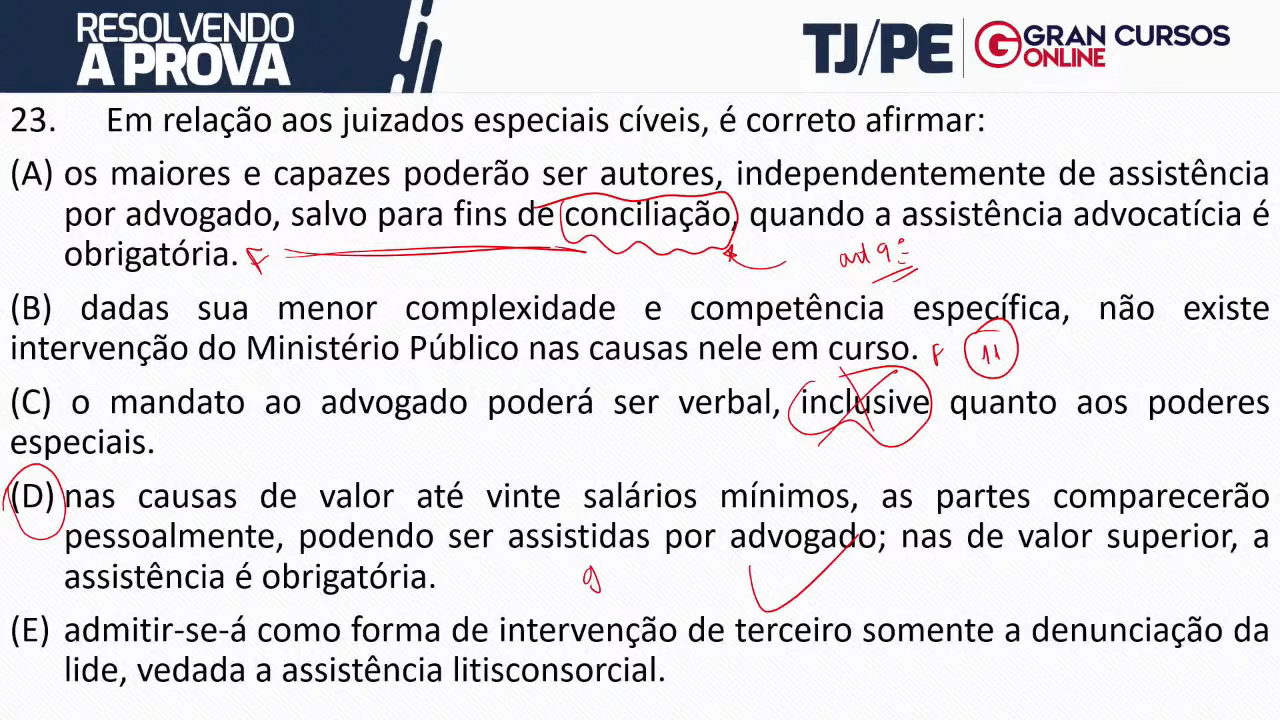 RESOLVENDO
A PROVA
TJ/PE
GRAN CURSOS
ONLINE
23. Em relação aos juizados especiais cíveis, é correto afirmar:
(A) os maiores e capazes poderão ser autores, independentemente de assistência
por advogado, salvo para fins de conciliação, quando a assistência advocatícia é
obrigatória. F
art 9º
(B) dadas sua menor complexidade e competência específica, não existe
intervenção do Ministério Público nas causas nele em curso. F 11
(C) o mandato ao advogado poderá ser verbal, inclusive quanto aos poderes
especiais.
(D) nas causas de valor até vinte salários mínimos, as partes comparecerão
pessoalmente, podendo ser assistidas por advogado; nas de valor superior, a
assistência é obrigatória. 9
(E) admitir-se-á como forma de intervenção de terceiro somente a denunciação da
lide, vedada a assistência litisconsorcial.